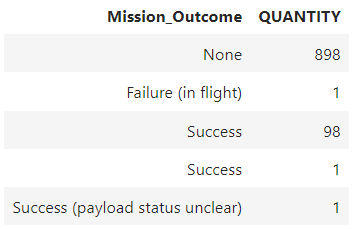 Mission_Outcome QUANTITY
None 898
Failure (in flight) 1
Success 98
Success 1
Success (payload status unclear) 1